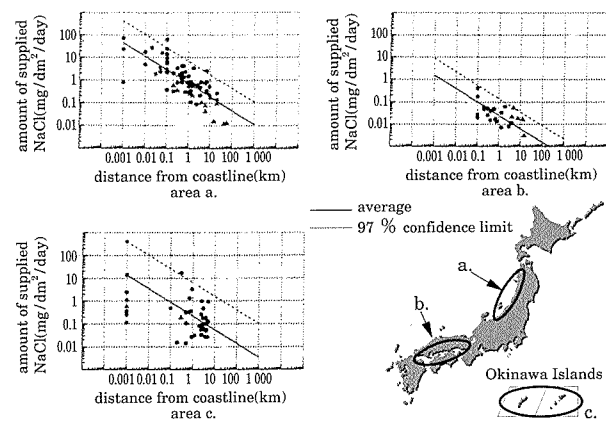 amount of supplied
NaCl(mg/dm²/day)
100
10
1
0.1
0.01
0.001 0.01 0.1 1 10 100 1 000
distance from coastline(km)
area a.
amount of supplied
NaCl(mg/dm²/day)
100
10
1
0.1
0.01
0.001 0.01 0.1 1 10 100 1 000
distance from coastline(km)
area b.
average
97 % confidence limit
amount of supplied
NaCl(mg/dm²/day)
100
10
1
0.1
0.01
0.001 0.01 0.1 1 10 100 1 000
distance from coastline(km)
area c.
a.
b.
Okinawa Islands
c.